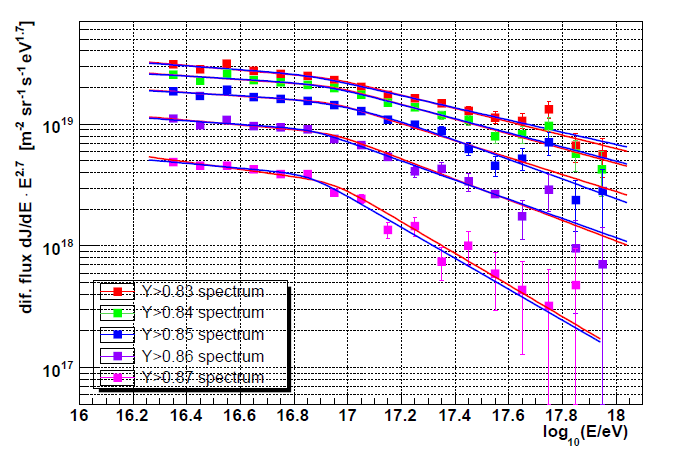 dif. flux dJ/dE · E^2.7 [m^-2 sr^-1 s^-1 eV^1.7]
10^19
10^18
10^17
Y>0.83 spectrum
Y>0.84 spectrum
Y>0.85 spectrum
Y>0.86 spectrum
Y>0.87 spectrum
16 16.2 16.4 16.6 16.8 17 17.2 17.4 17.6 17.8 18
log_10(E/eV)